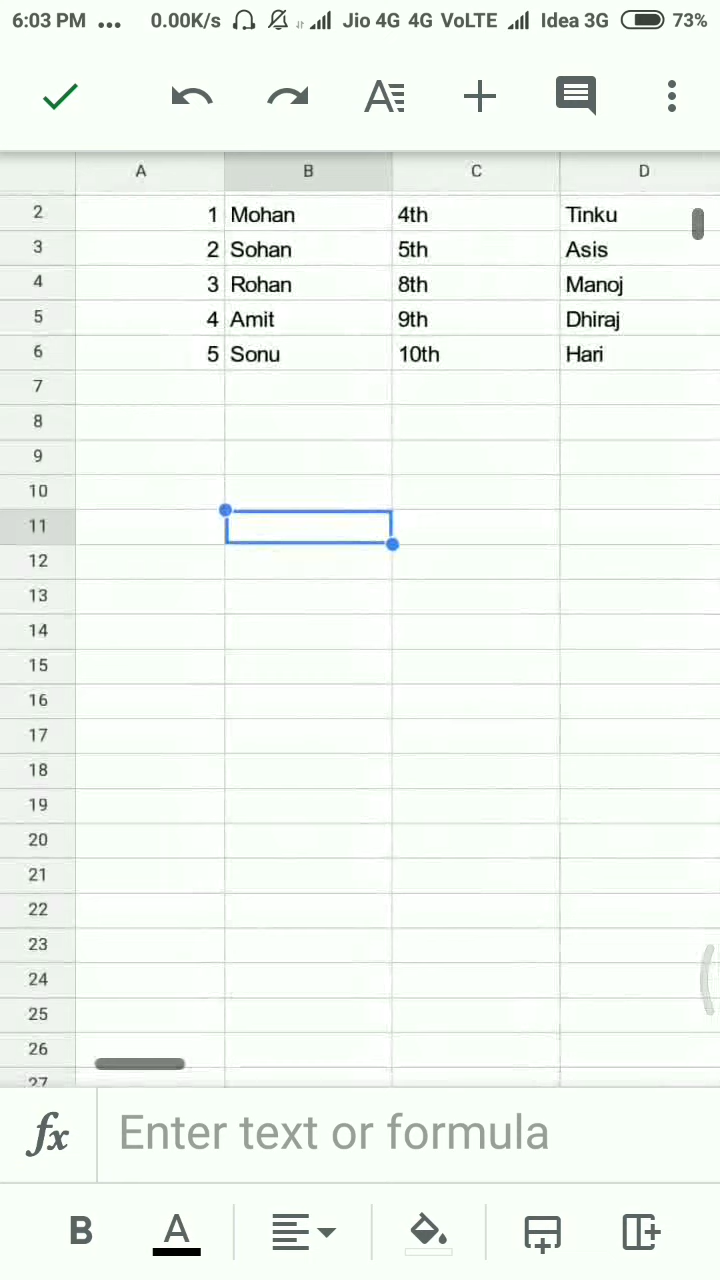 6:03 PM ... 0.00K/s Jio 4G 4G VoLTE Idea 3G 73%
A B C D
2 1 Mohan 4th Tinku
3 2 Sohan 5th Asis
4 3 Rohan 8th Manoj
5 4 Amit 9th Dhiraj
6 5 Sonu 10th Hari
7
8
9
10
11
12
13
14
15
16
17
18
19
20
21
22
23
24
25
26
27
fx Enter text or formula
B A